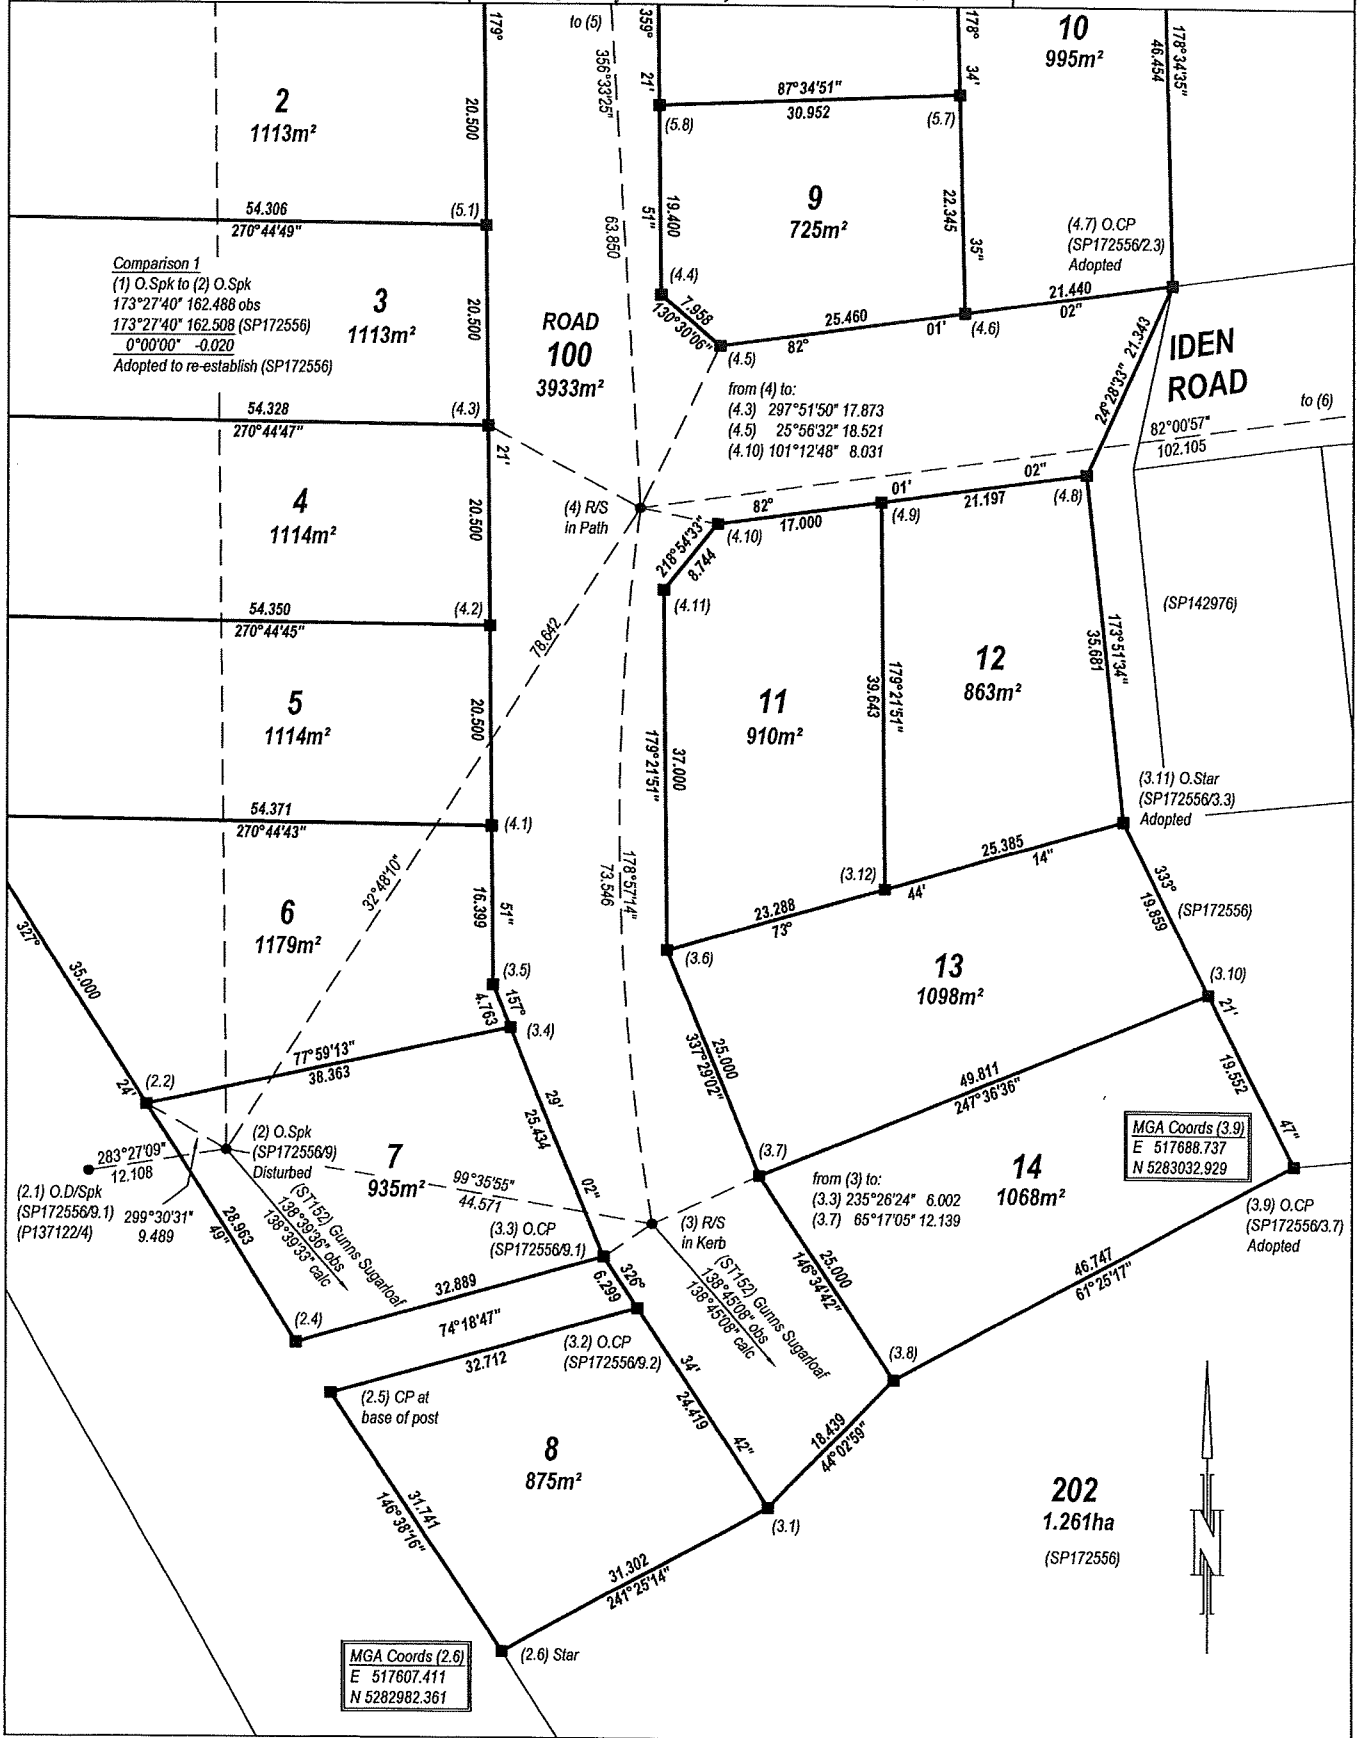 to (5)
179°
359°
21'
178°
34'
10
995m²
178°34'35"
46.454
2
1113m²
20.500
356°33'25"
63.850
87°34'51"
30.952
(5.8)
(5.7)
9
725m²
19.400
51"
22.345
35"
54.306
270°44'49"
(5.1)
Comparison 1
(1) O.Spk to (2) O.Spk
173°27'40" 162.488 obs
173°27'40" 162.508 (SP172556)
0°00'00" -0.020
Adopted to re-establish (SP172556)
3
1113m²
20.500
ROAD
100
3933m²
(4.4)
7.958
130°30'06"
(4.5)
25.460
82°
01'
(4.6)
21.440
02"
(4.7) O.CP
(SP172556/2.3)
Adopted
IDEN
ROAD
24°28'33"
21.343
from (4) to:
(4.3) 297°51'50" 17.873
(4.5) 25°56'32" 18.521
(4.10) 101°12'48" 8.031
to (6)
82°00'57"
102.105
54.328
270°44'47"
(4.3)
21'
4
1114m²
20.500
(4) R/S
in Path
218°54'33"
8.744
(4.10)
82°
17.000
01'
(4.9)
02"
21.197
(4.8)
(4.11)
(SP142976)
54.350
270°44'45"
(4.2)
78.642
32°48'10"
5
1114m²
20.500
179°21'51"
37.000
11
910m²
179°21'51"
39.643
12
863m²
173°51'34"
35.681
(3.11) O.Star
(SP172556/3.3)
Adopted
54.371
270°44'43"
(4.1)
178°57'14"
73.546
25.385
14"
(3.12)
44'
23.288
73°
(3.6)
6
1179m²
16.399
51"
327°
35.000
24'
(3.5)
4.763
157°
(3.4)
333°
19.859
(SP172556)
(3.10)
21'
13
1098m²
337°29'02"
25.000
49.811
247°36'36"
19.552
47"
77°59'13"
38.363
(2.2)
29'
25.434
02"
283°27'09"
12.108
(2.1) O.D/Spk
(SP172556/9.1)
(P137122/4)
299°30'31"
9.489
(2) O.Spk
(SP172556/9)
Disturbed
7
935m²
99°35'55"
44.571
28.963
49"
(ST152) Gunns Sugarloaf
138°39'36" obs
138°39'33" calc
(3.3) O.CP
(SP172556/9.1)
(3) R/S
in Kerb
(3.7)
from (3) to:
(3.3) 235°26'24" 6.002
(3.7) 65°17'05" 12.139
14
1068m²
MGA Coords (3.9)
E 517688.737
N 5283032.929
(3.9) O.CP
(SP172556/3.7)
Adopted
(ST152) Gunns Sugarloaf
138°45'08" obs
138°45'08" calc
25.000
146°34'42"
46.747
61°25'17"
32.889
74°18'47"
(2.4)
326°
6.299
(3.2) O.CP
(SP172556/9.2)
32.712
(2.5) CP at
base of post
34'
24.419
42"
(3.8)
18.439
44°02'59"
8
875m²
31.741
146°38'16"
(3.1)
31.302
241°25'14"
202
1.261ha
(SP172556)
N
(2.6) Star
MGA Coords (2.6)
E 517607.411
N 5282982.361